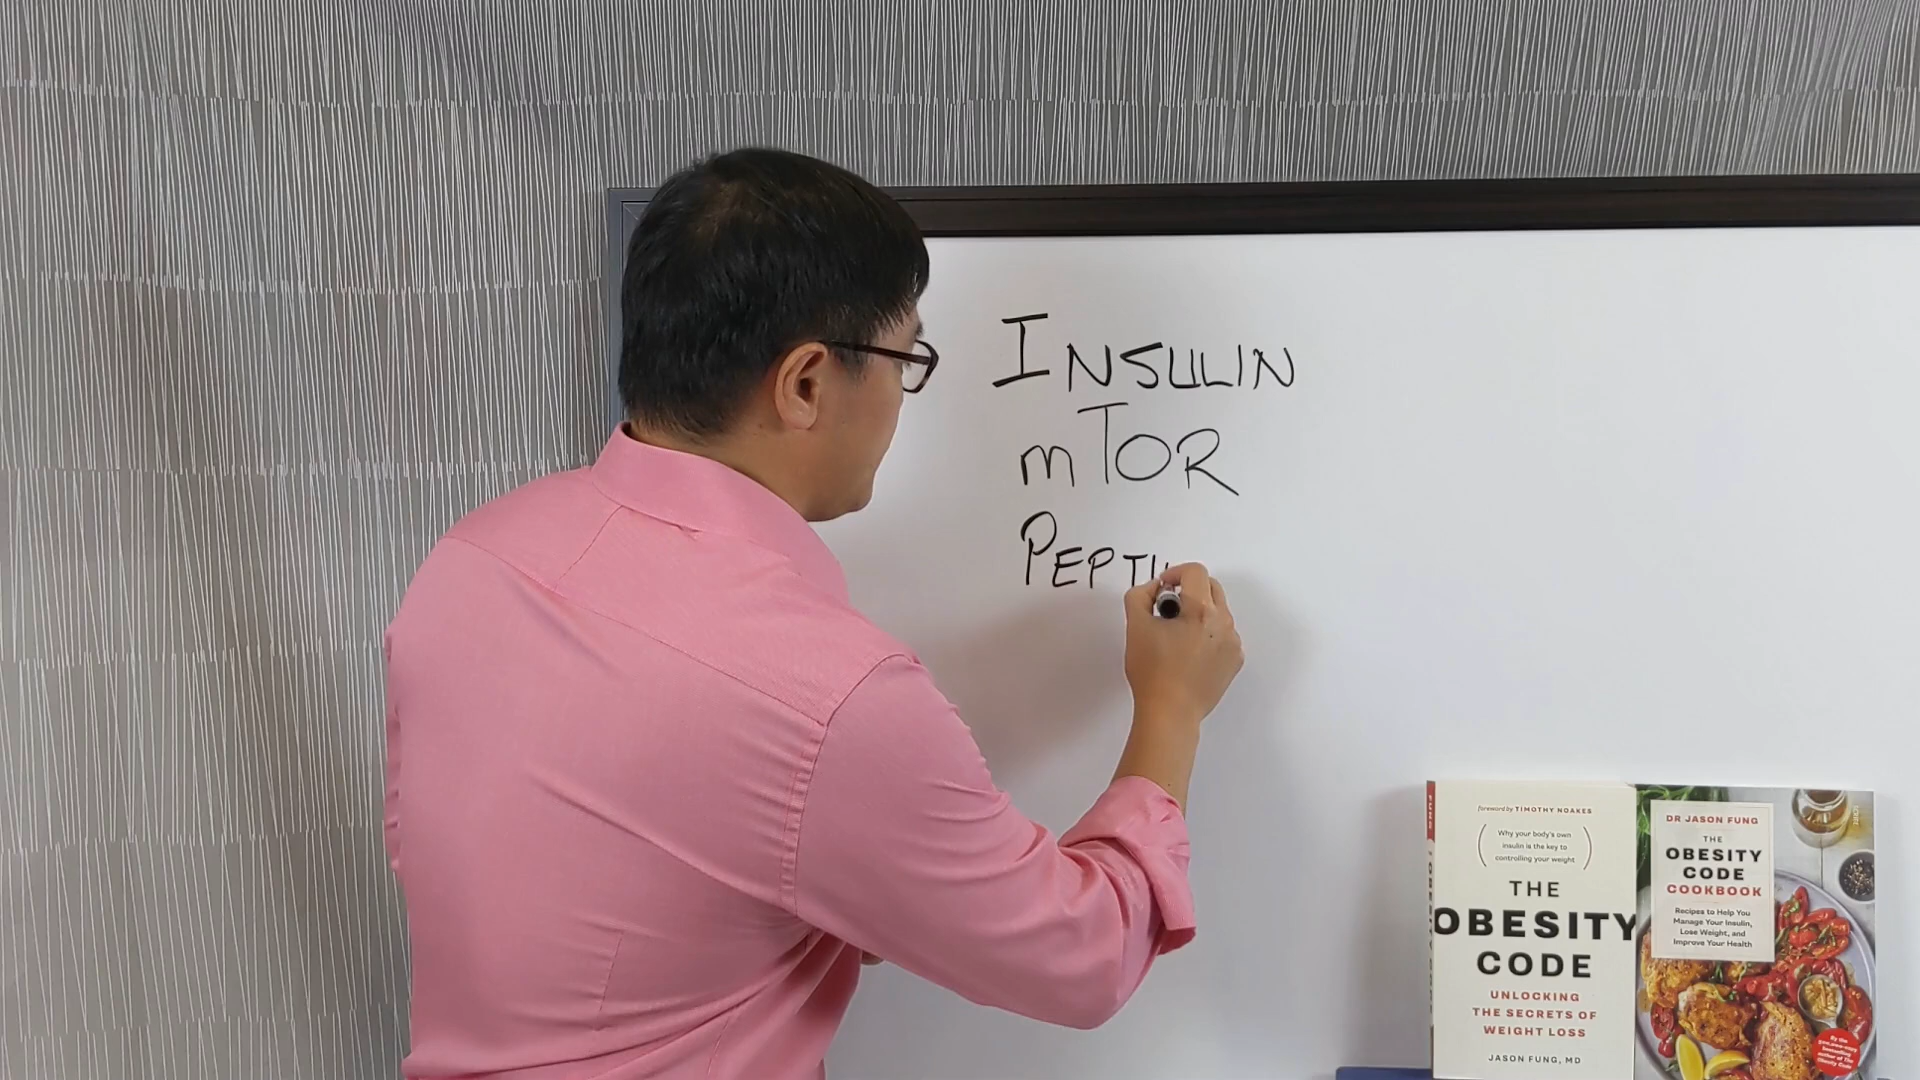 INSULIN
mTOR
PEPTI
foreword by TIMOTHY NOAKES
Why your body's own
insulin is the key to
controlling your weight
THE
OBESITY
CODE
UNLOCKING
THE SECRETS OF
WEIGHT LOSS
JASON FUNG, MD
FUNG
DR JASON FUNG
THE
OBESITY
CODE
COOKBOOK
Recipes to Help You
Manage Your Insulin,
Lose Weight, and
Improve Your Health